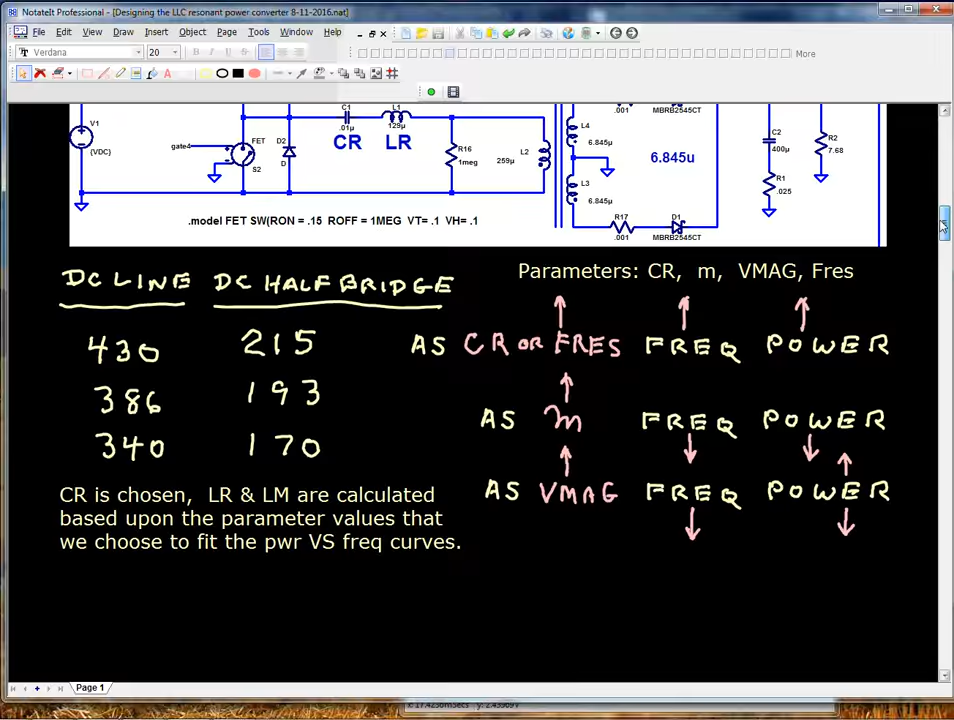 NotateIt Professional - [Designing the LLC resonant power converter 8-11-2016.nat]
File Edit View Draw Insert Object Page Tools Window Help
Verdana 20 B I U S More
V1
(VDC)
gate4
FET
S2
D2
D
C1
.01µ
CR
L1
129µ
LR
R16
1meg
259µ
L2
L4
6.845µ
L3
6.845µ
6.845u
MBRB2545CT
R17
.001
D1
MBRB2545CT
.001
C2
400µ
R1
.025
R2
7.68
.model FET SW(RON = .15 ROFF = 1MEG VT= .1 VH= .1
DC LINE DC HALF BRIDGE
430 215
386 193
340 170
CR is chosen, LR & LM are calculated
based upon the parameter values that
we choose to fit the pwr VS freq curves.
Parameters: CR, m, VMAG, Fres
AS CR OR FRES FREQ POWER
AS m FREQ POWER
AS VMAG FREQ POWER
Page 1